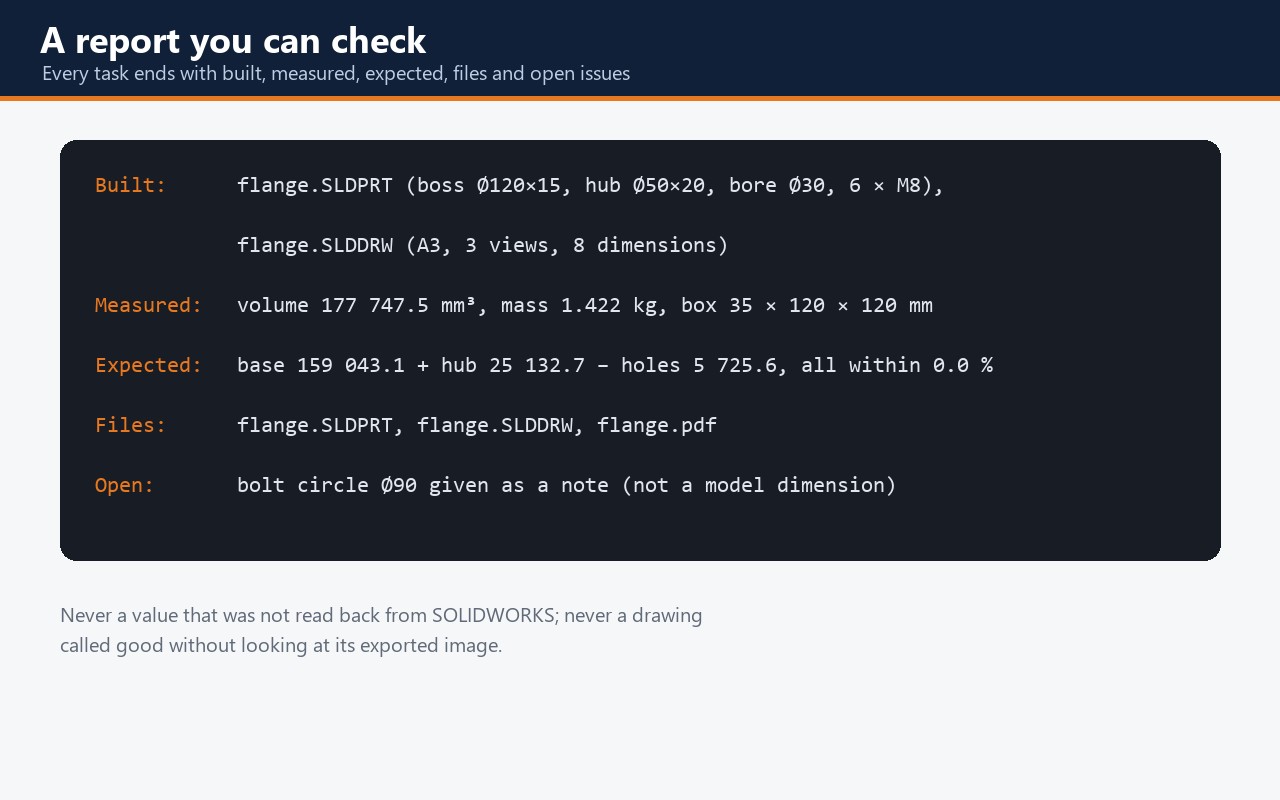 A report you can check
Every task ends with built, measured, expected, files and open issues
Built: flange.SLDPRT (boss Ø120×15, hub Ø50×20, bore Ø30, 6 × M8),
flange.SLDDRW (A3, 3 views, 8 dimensions)
Measured: volume 177 747.5 mm³, mass 1.422 kg, box 35 × 120 × 120 mm
Expected: base 159 043.1 + hub 25 132.7 − holes 5 725.6, all within 0.0 %
Files: flange.SLDPRT, flange.SLDDRW, flange.pdf
Open: bolt circle Ø90 given as a note (not a model dimension)
Never a value that was not read back from SOLIDWORKS; never a drawing
called good without looking at its exported image.